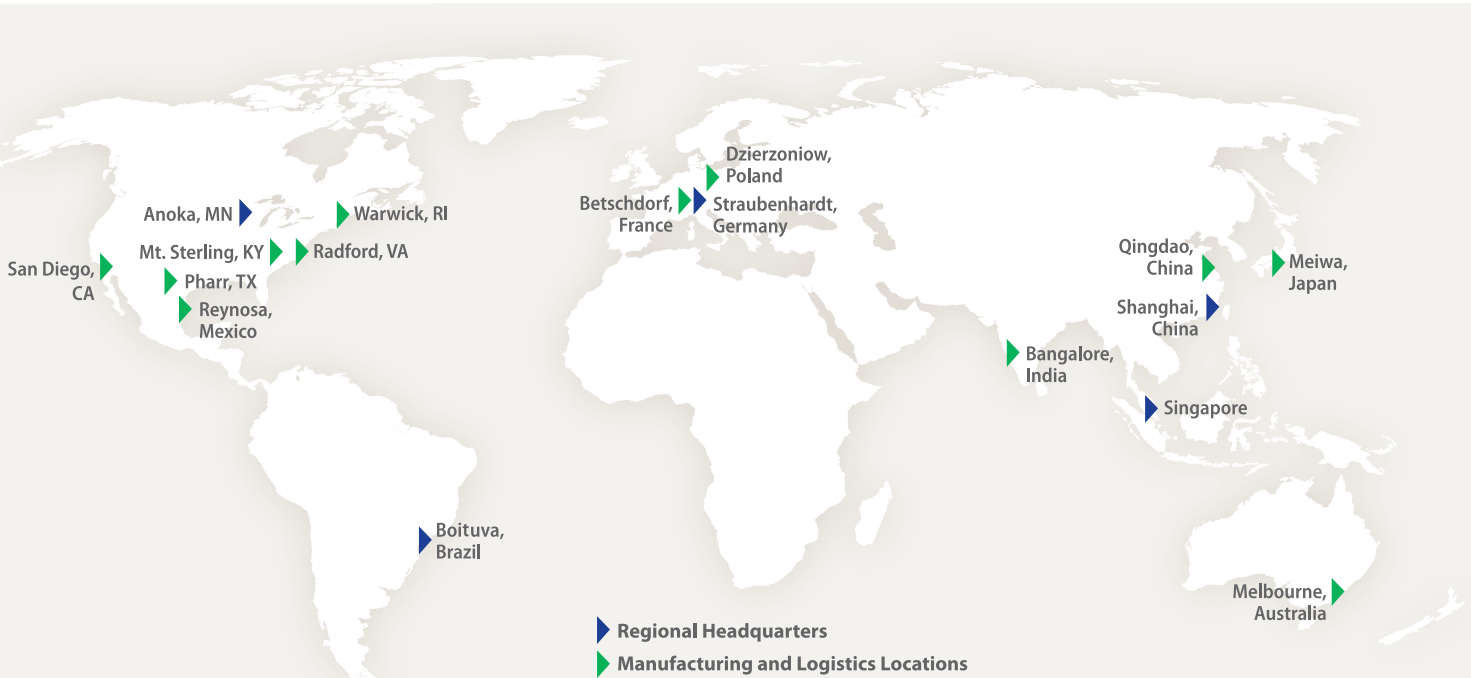 Dzierzoniow,
Poland
Betschdorf,
France
Straubenhardt,
Germany
Anoka, MN
Warwick, RI
Mt. Sterling, KY
Radford, VA
San Diego,
CA
Pharr, TX
Reynosa,
Mexico
Qingdao,
China
Meiwa,
Japan
Shanghai,
China
Bangalore,
India
Singapore
Boituva,
Brazil
Melbourne,
Australia
Regional Headquarters
Manufacturing and Logistics Locations